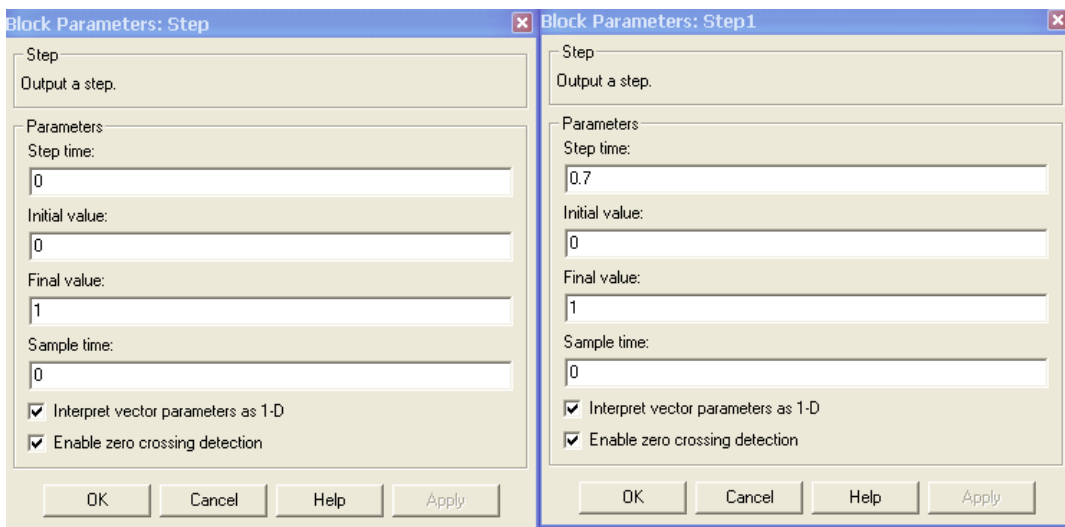 Block Parameters: Step
Step
Output a step.
Parameters
Step time:
0
Initial value:
0
Final value:
1
Sample time:
0
Interpret vector parameters as 1-D
Enable zero crossing detection
OK Cancel Help Apply
Block Parameters: Step1
Step
Output a step.
Parameters
Step time:
0.7
Initial value:
0
Final value:
1
Sample time:
0
Interpret vector parameters as 1-D
Enable zero crossing detection
OK Cancel Help Apply